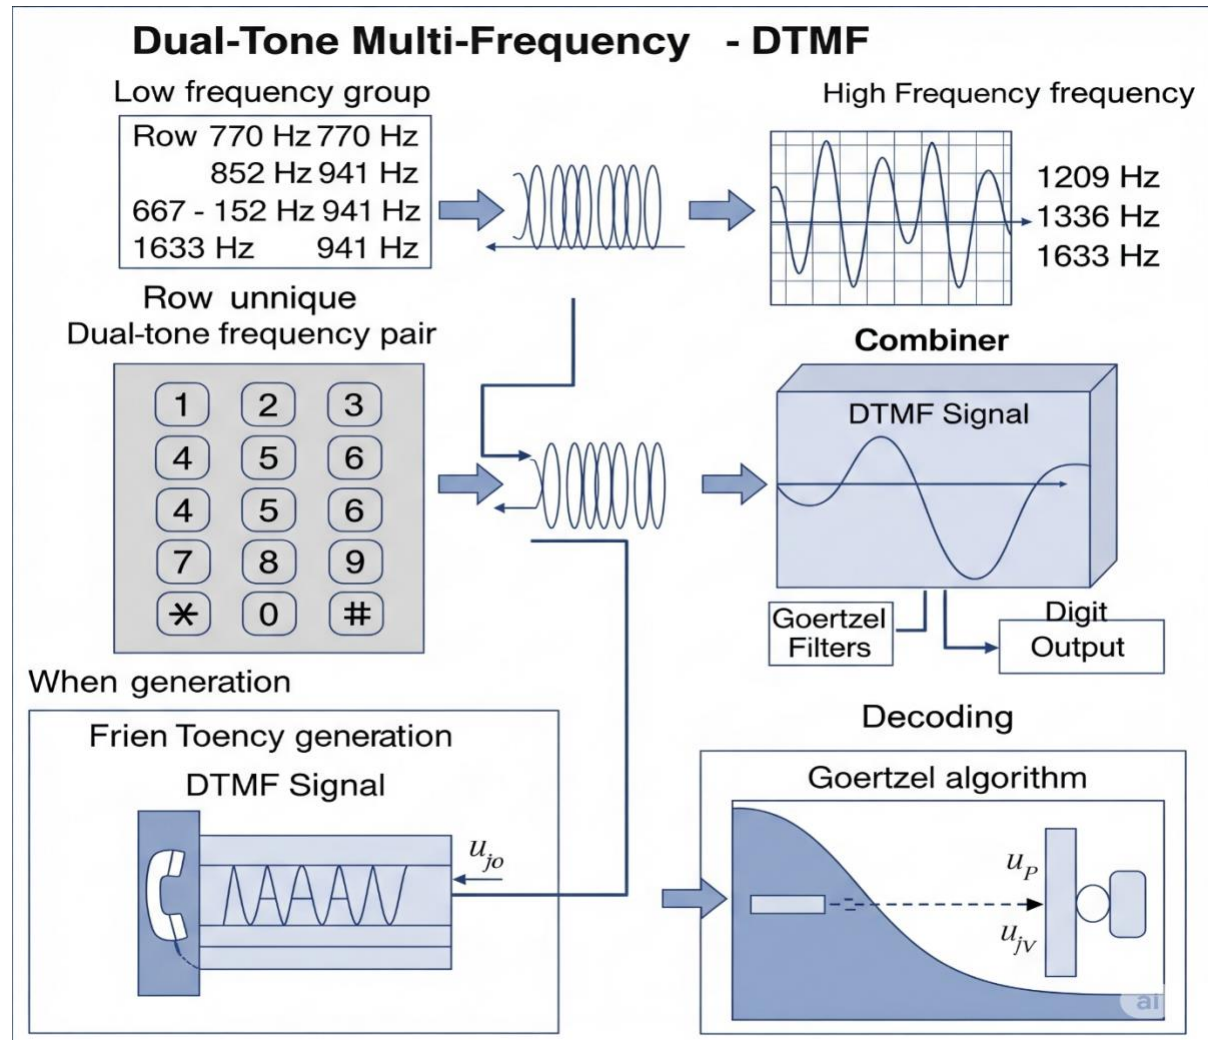 Dual-Tone Multi-Frequency - DTMF
Low frequency group
Row 770 Hz 770 Hz
852 Hz 941 Hz
667 - 152 Hz 941 Hz
1633 Hz 941 Hz
High Frequency frequency
1209 Hz
1336 Hz
1633 Hz
Row unnique
Dual-tone frequency pair
1 2 3
4 5 6
4 5 6
7 8 9
* 0 #
Combiner
DTMF Signal
Goertzel
Filters
Digit
Output
When generation
Frien Toency generation
DTMF Signal
u_jo
Decoding
Goertzel algorithm
u_P
u_jV
ai